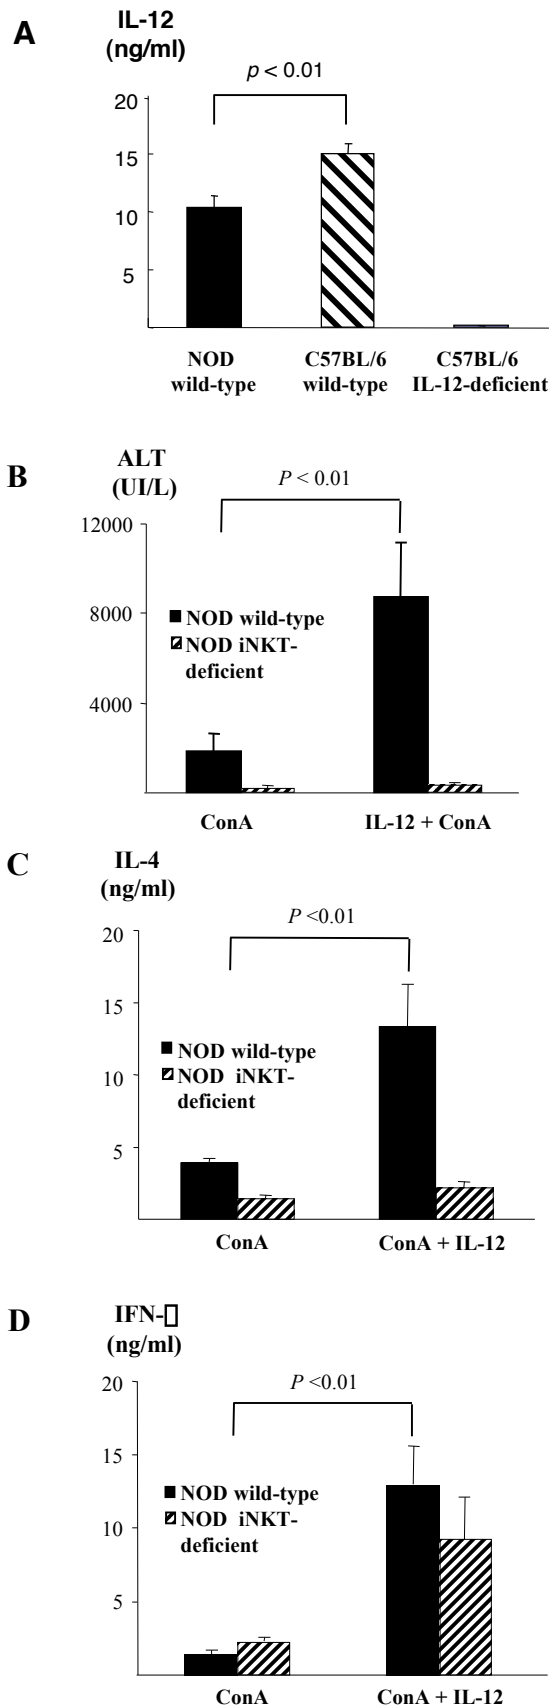 A
IL-12
(ng/ml)
p < 0.01
20
15
10
5
NOD
wild-type
C57BL/6
wild-type
C57BL/6
IL-12-deficient
B
ALT
(UI/L)
P < 0.01
12000
8000
4000
NOD wild-type
NOD iNKT-
deficient
ConA
IL-12 + ConA
C
IL-4
(ng/ml)
P <0.01
20
15
10
5
NOD wild-type
NOD iNKT-
deficient
ConA
ConA + IL-12
D
IFN-▯
(ng/ml)
P <0.01
20
15
10
5
NOD wild-type
NOD iNKT-
deficient
ConA
ConA + IL-12